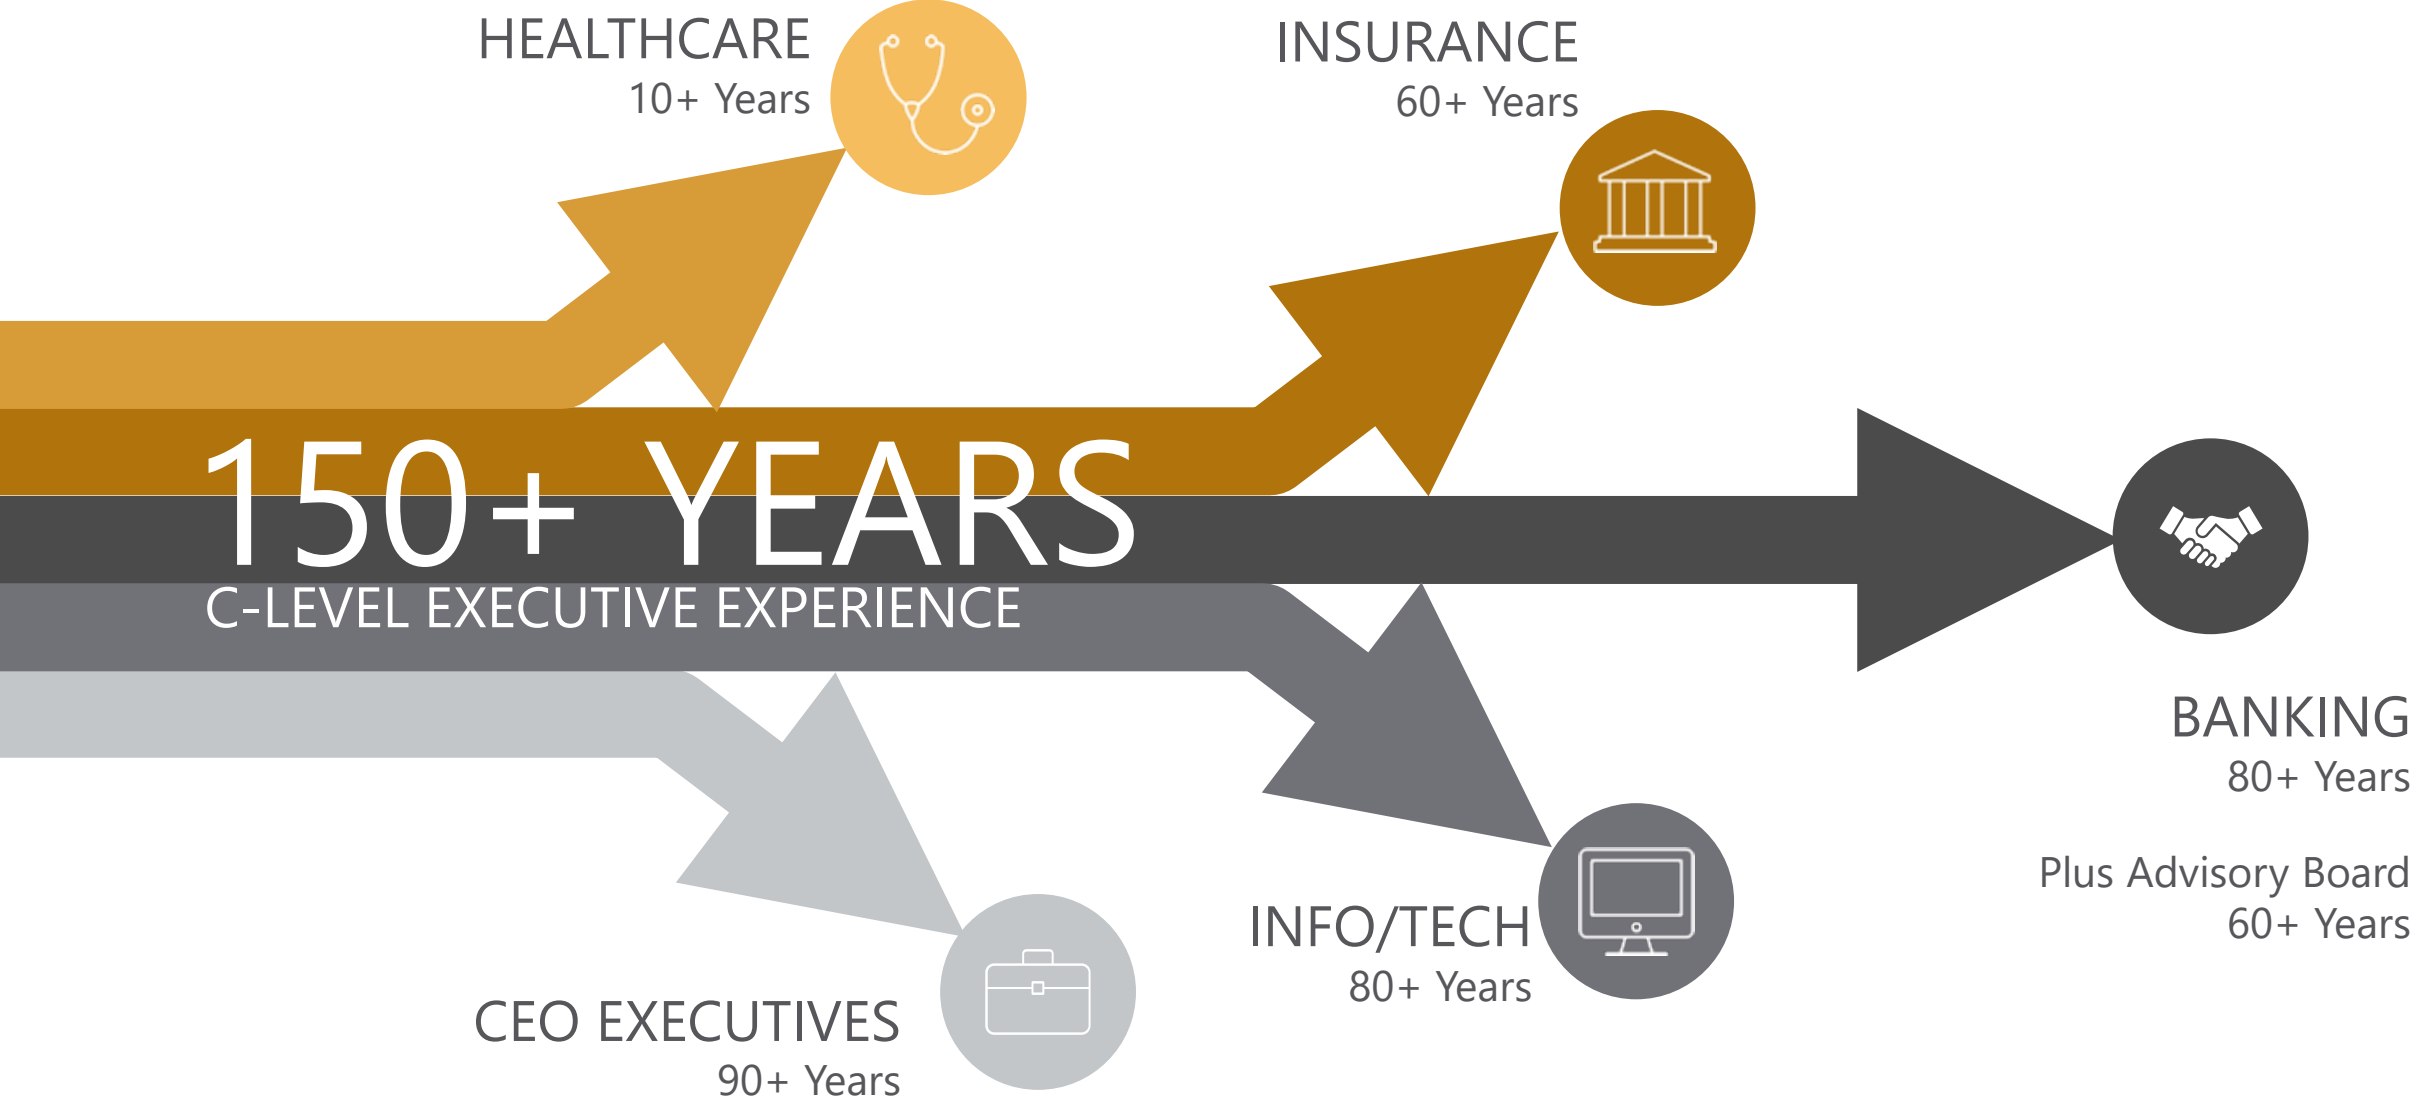 HEALTHCARE
10+ Years
INSURANCE
60+ Years
150+ YEARS
C-LEVEL EXECUTIVE EXPERIENCE
BANKING
80+ Years
Plus Advisory Board
60+ Years
INFO/TECH
80+ Years
CEO EXECUTIVES
90+ Years